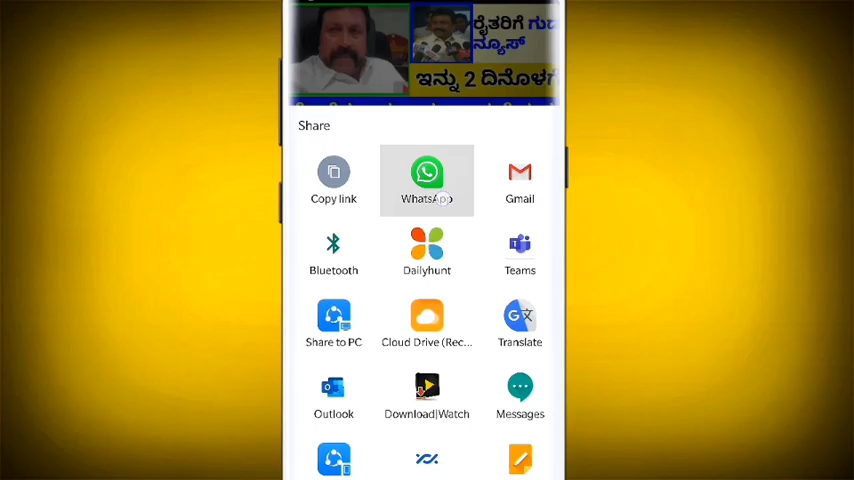 ರೈತರಿಗೆ ಗುಡ
ನ್ಯೂಸ್
ಇನ್ನು 2 ದಿನೊಳಗೆ
Share
Copy link
WhatsApp
Gmail
Bluetooth
Dailyhunt
Teams
Share to PC
Cloud Drive (Rec...
Translate
Outlook
Download|Watch
Messages